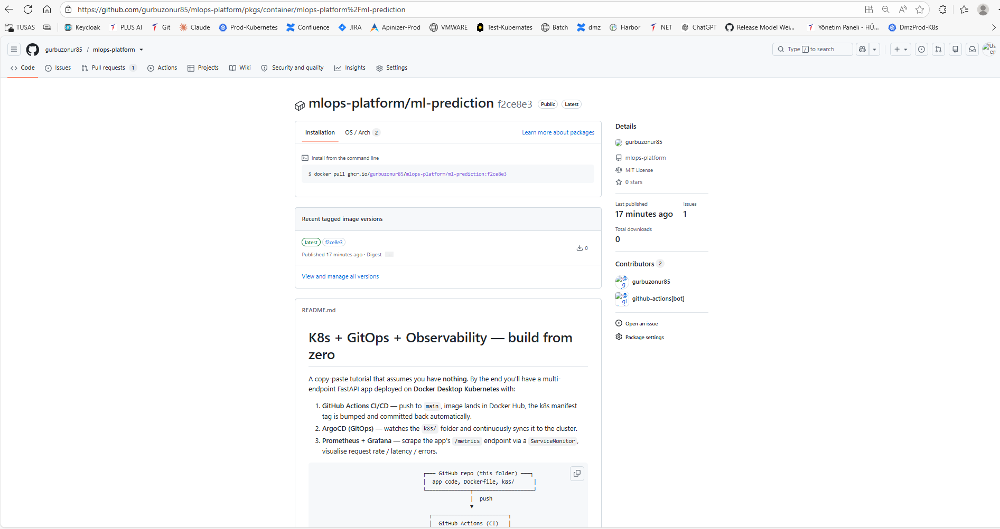 https://github.com/gurbuzonur85/mlops-platform/pkgs/container/mlops-platform%2Fml-prediction
TUSAS Keycloak PLUS AI Git Claude Prod-Kubernetes Confluence JIRA Apinizer-Prod VMWARE Test-Kubernates Batch dmz Harbor NET ChatGPT Release Model Wei... Yönetim Paneli - HÛ... DmzProd-K8s
gurbuzonur85 / mlops-platform Type / to search
Code Issues Pull requests 1 Actions Projects Wiki Security and quality Insights Settings
mlops-platform/ml-prediction f2ce8e3 Public Latest
Installation OS / Arch 2 Learn more about packages
Install from the command line
$ docker pull ghcr.io/gurbuzonur85/mlops-platform/ml-prediction:f2ce8e3
Recent tagged image versions
latest f2ce8e3
Published 17 minutes ago · Digest ...
0
View and manage all versions
README.md
K8s + GitOps + Observability — build from
zero
A copy-paste tutorial that assumes you have nothing. By the end you'll have a multi-
endpoint FastAPI app deployed on Docker Desktop Kubernetes with:
1. GitHub Actions CI/CD — push to main, image lands in Docker Hub, the k8s manifest
tag is bumped and committed back automatically.
2. ArgoCD (GitOps) — watches the k8s/ folder and continuously syncs it to the cluster.
3. Prometheus + Grafana — scrape the app's /metrics endpoint via a ServiceMonitor,
visualise request rate / latency / errors.
GitHub repo (this folder)
app code, Dockerfile, k8s/
push
GitHub Actions (CI)
Details
gurbuzonur85
mlops-platform
MIT License
0 stars
Last published Issues
17 minutes ago 1
Total downloads
0
Contributors 2
gurbuzonur85
github-actions[bot]
Open an issue
Package settings